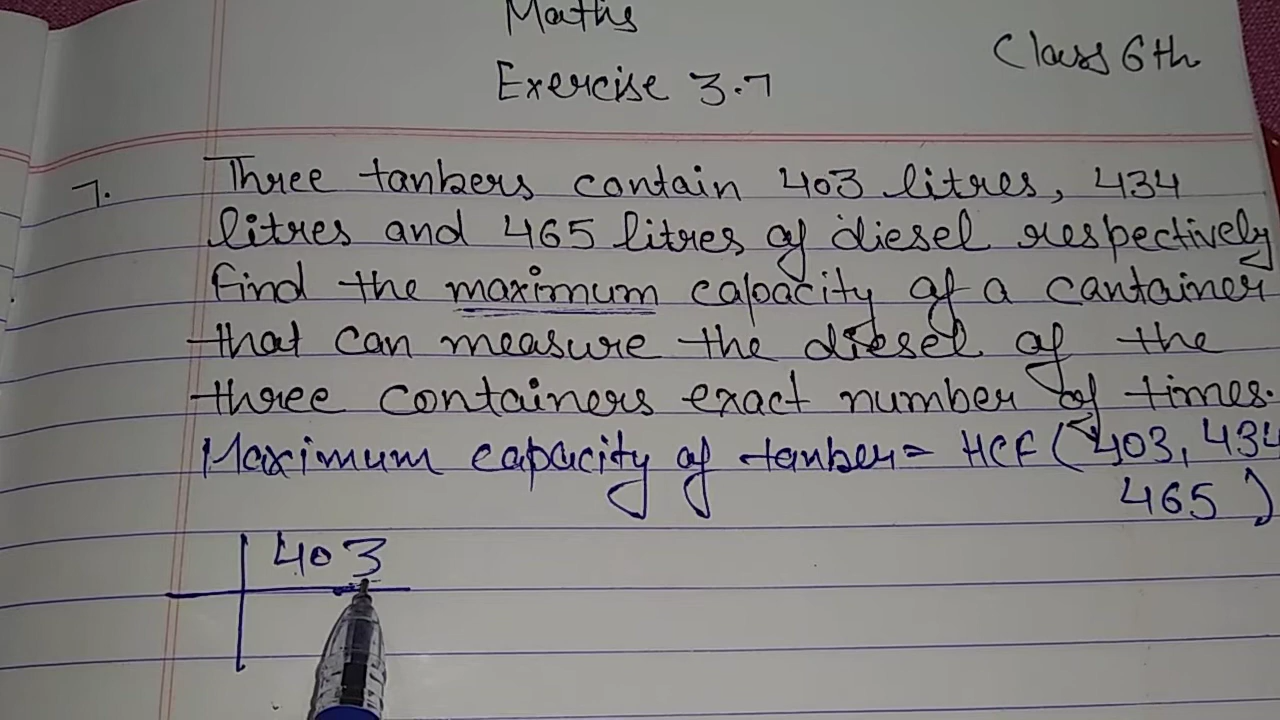 Maths
Class 6th
Exercise 3.7
7. Three tankers contain 403 litres, 434
litres and 465 litres of diesel respectively
find the maximum capacity of a cantainer
that can measure the diesel of the
three containers exact number of times.
Maximum capacity of tanker = HCF (403, 434
465)
403